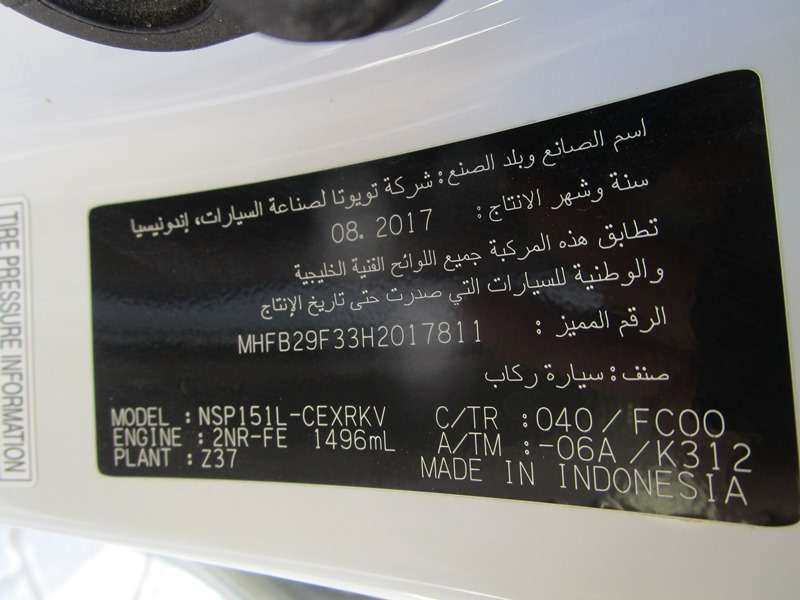 اسم الصانع وبلد الصنع: شركة تويوتا لصناعة السيارات، إندونيسيا
سنة وشهر الانتاج: 08. 2017
تطابق هذه المركبة جميع اللوائح الفنية الخليجية
والوطنية للسيارات التي صدرت حتى تاريخ الإنتاج
الرقم المميز : MHFB29F33H2017811
صنف: سيارة ركاب
MODEL : NSP151L-CEXRKV C/TR : 040 / FC00
ENGINE : 2NR-FE 1496mL A/TM : -06A / K312
PLANT : Z37 MADE IN INDONESIA
TIRE PRESSURE INFORMATION